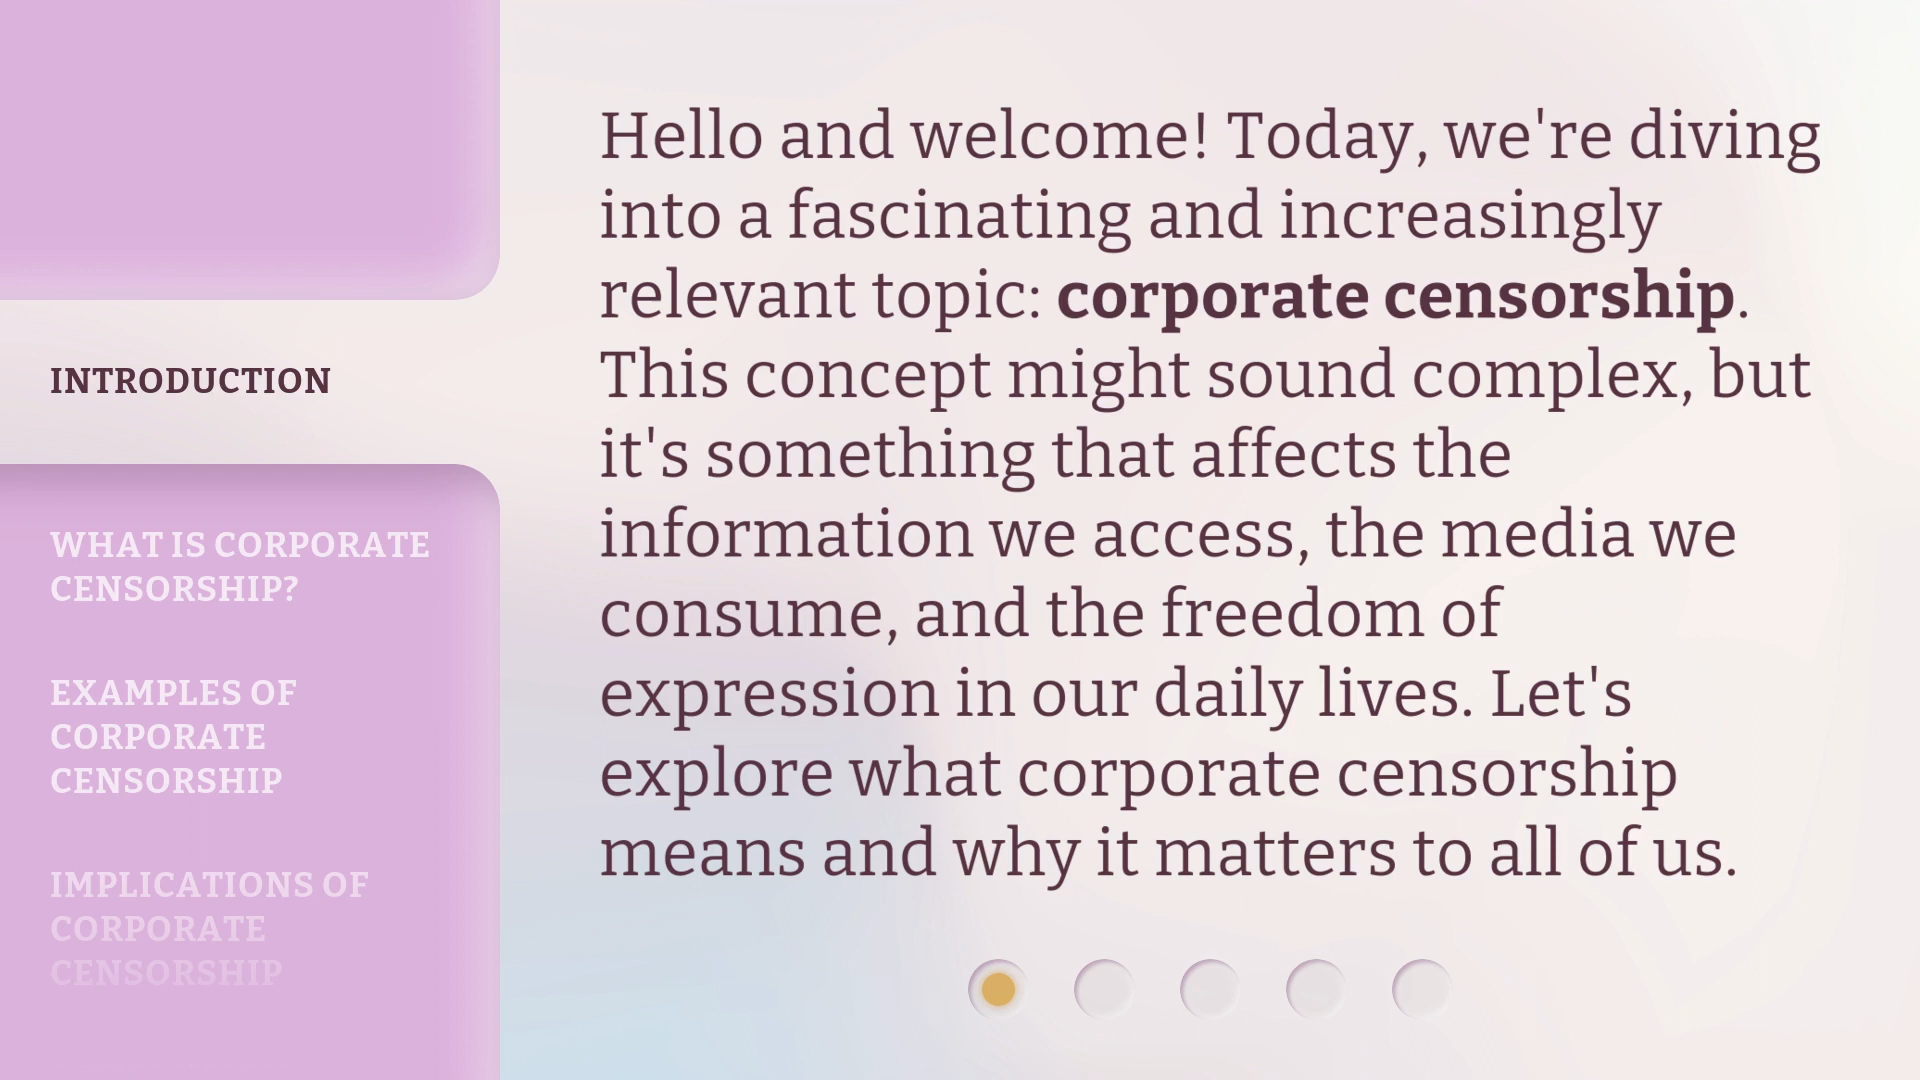 INTRODUCTION
WHAT IS CORPORATE
CENSORSHIP?
EXAMPLES OF
CORPORATE
CENSORSHIP
IMPLICATIONS OF
CORPORATE
CENSORSHIP
Hello and welcome! Today, we're diving
into a fascinating and increasingly
relevant topic: corporate censorship.
This concept might sound complex, but
it's something that affects the
information we access, the media we
consume, and the freedom of
expression in our daily lives. Let's
explore what corporate censorship
means and why it matters to all of us.